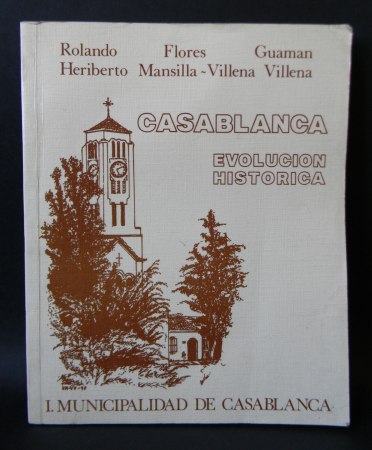 Rolando Flores Guaman
Heriberto Mansilla-Villena Villena
CASABLANCA
EVOLUCION
HISTORICA
I. MUNICIPALIDAD DE CASABLANCA